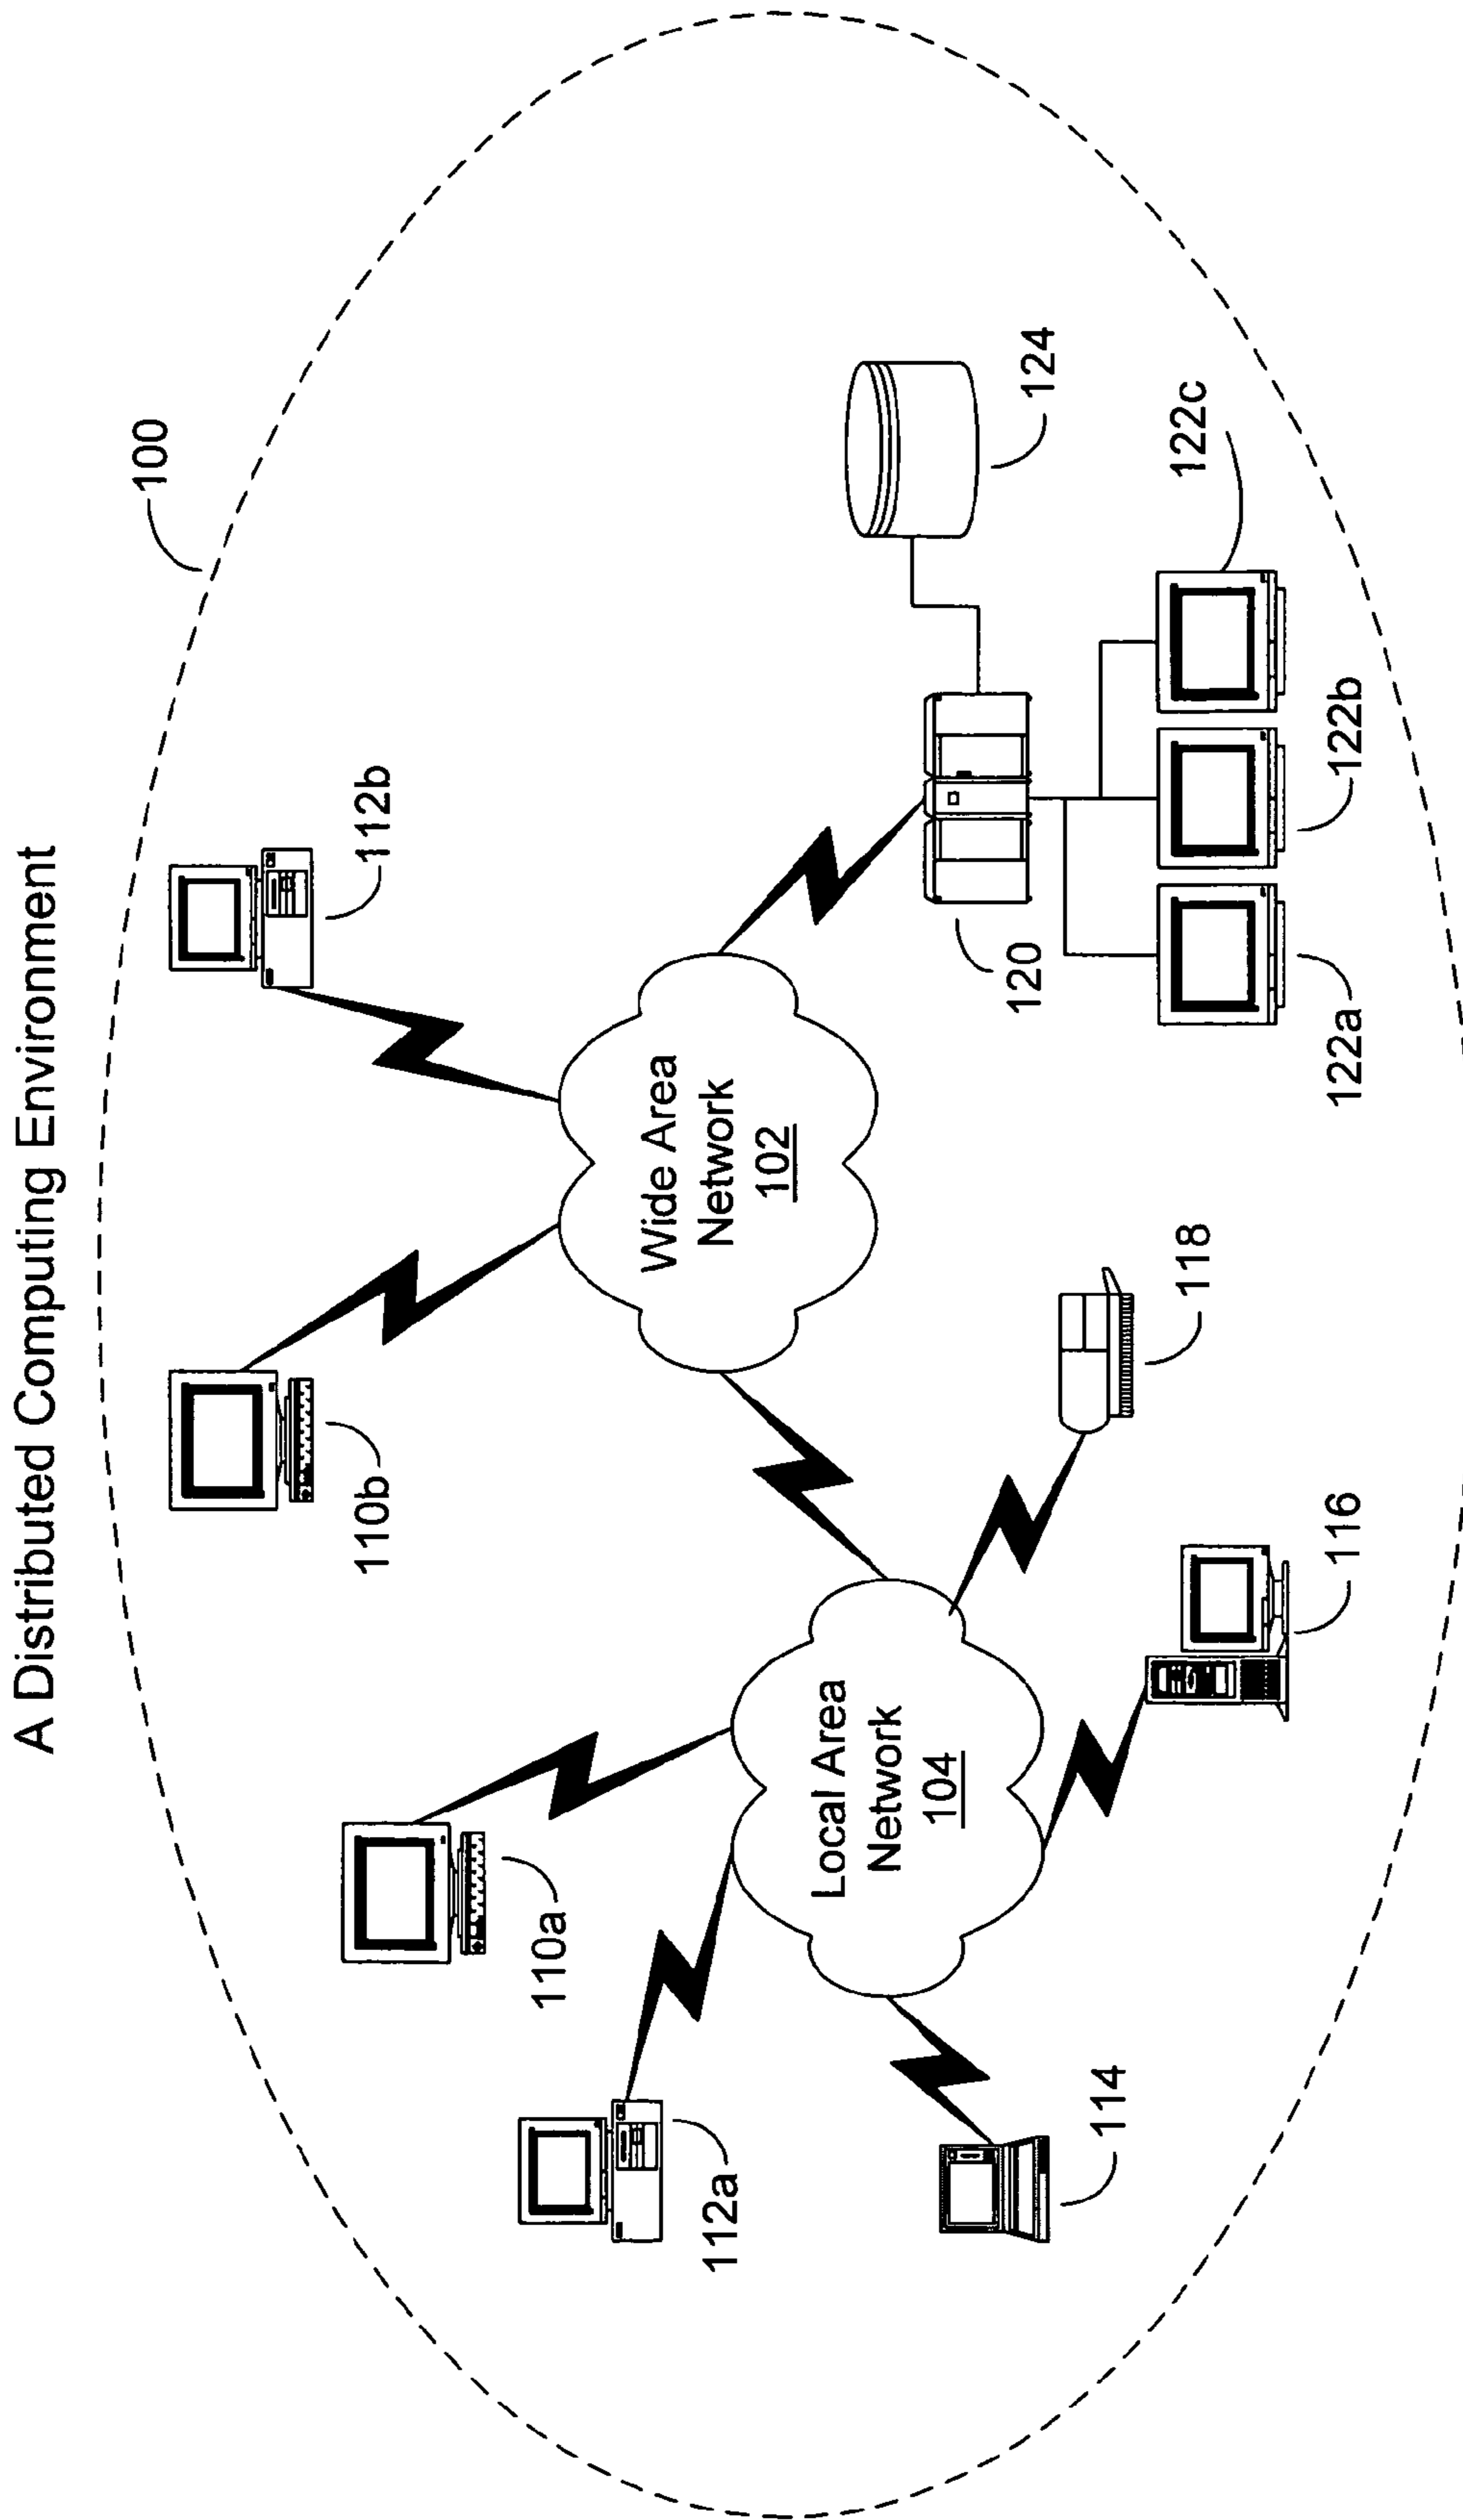 A Distributed Computing Environment
100
110b
112b
110a
112a
Wide Area
Network
102
Local Area
Network
104
124
120
114
118
122c
116
122a
122b